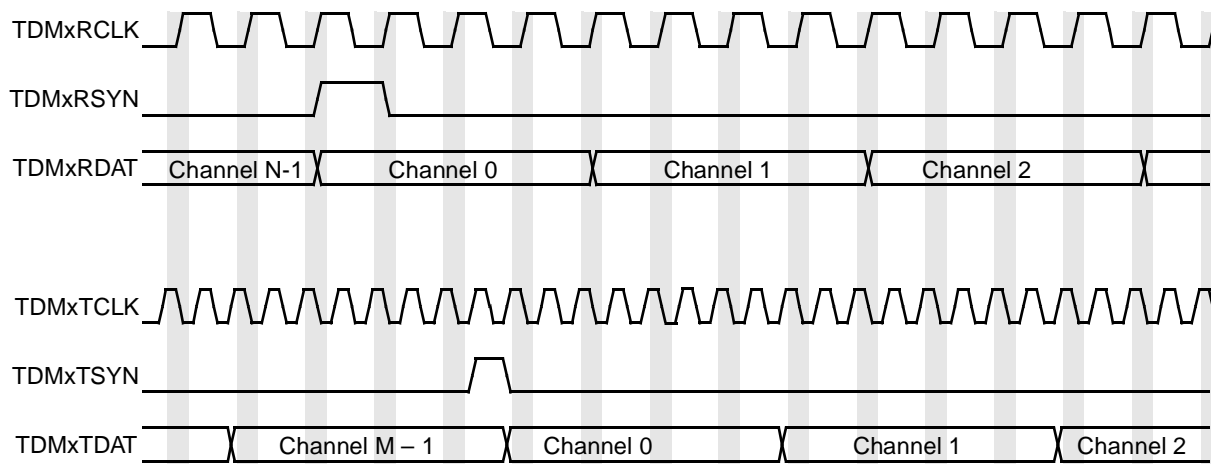 TDMxRCLK
TDMxRSYN
TDMxRDAT Channel N-1 Channel 0 Channel 1 Channel 2
TDMxTCLK
TDMxTSYN
TDMxTDAT Channel M – 1 Channel 0 Channel 1 Channel 2